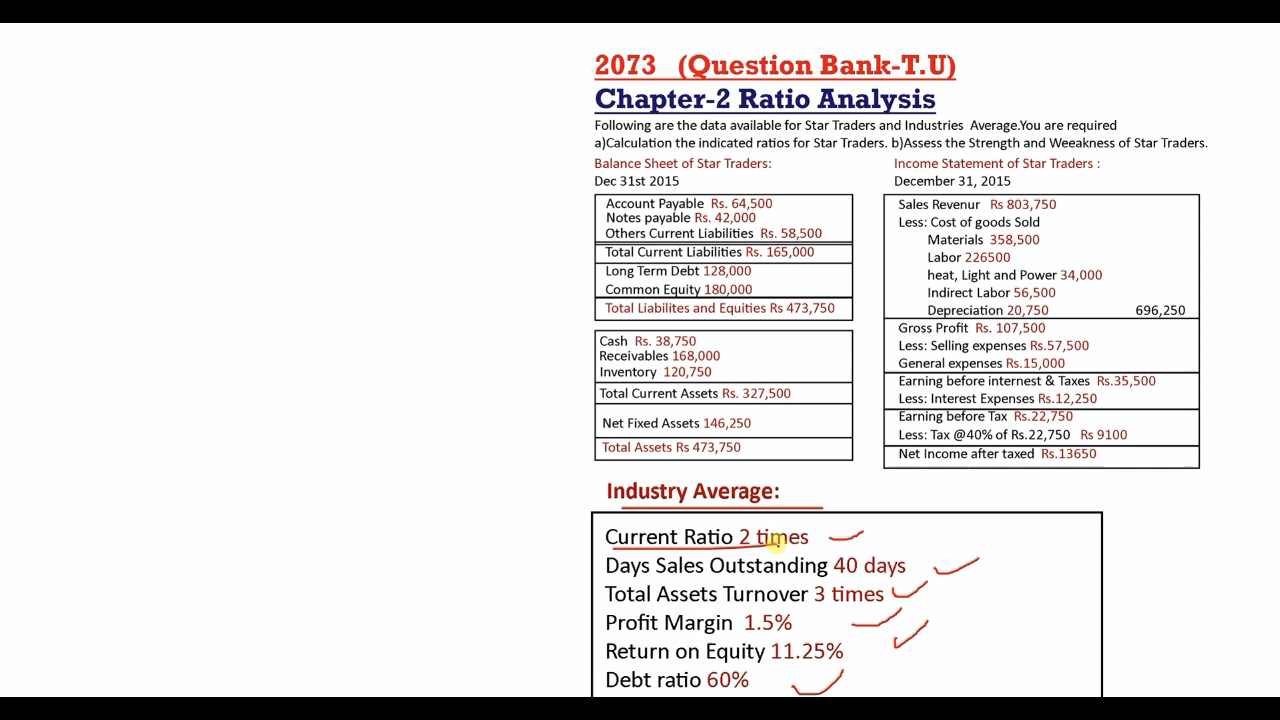 2073 (Question Bank-T.U)
Chapter-2 Ratio Analysis
Following are the data available for Star Traders and Industries Average.You are required
a)Calculation the indicated ratios for Star Traders. b)Assess the Strength and Weeakness of Star Traders.
Balance Sheet of Star Traders:
Dec 31st 2015
Account Payable Rs. 64,500
Notes payable Rs. 42,000
Others Current Liabilities Rs. 58,500
Total Current Liabilities Rs. 165,000
Long Term Debt 128,000
Common Equity 180,000
Total Liabilites and Equities Rs 473,750
Cash Rs. 38,750
Receivables 168,000
Inventory 120,750
Total Current Assets Rs. 327,500
Net Fixed Assets 146,250
Total Assets Rs 473,750
Income Statement of Star Traders :
December 31, 2015
Sales Revenur Rs 803,750
Less: Cost of goods Sold
Materials 358,500
Labor 226500
heat, Light and Power 34,000
Indirect Labor 56,500
Depreciation 20,750 696,250
Gross Profit Rs. 107,500
Less: Selling expenses Rs.57,500
General expenses Rs.15,000
Earning before internest & Taxes Rs.35,500
Less: Interest Expenses Rs.12,250
Earning before Tax Rs.22,750
Less: Tax @40% of Rs.22,750 Rs 9100
Net Income after taxed Rs.13650
Industry Average:
Current Ratio 2 times
Days Sales Outstanding 40 days
Total Assets Turnover 3 times
Profit Margin 1.5%
Return on Equity 11.25%
Debt ratio 60%